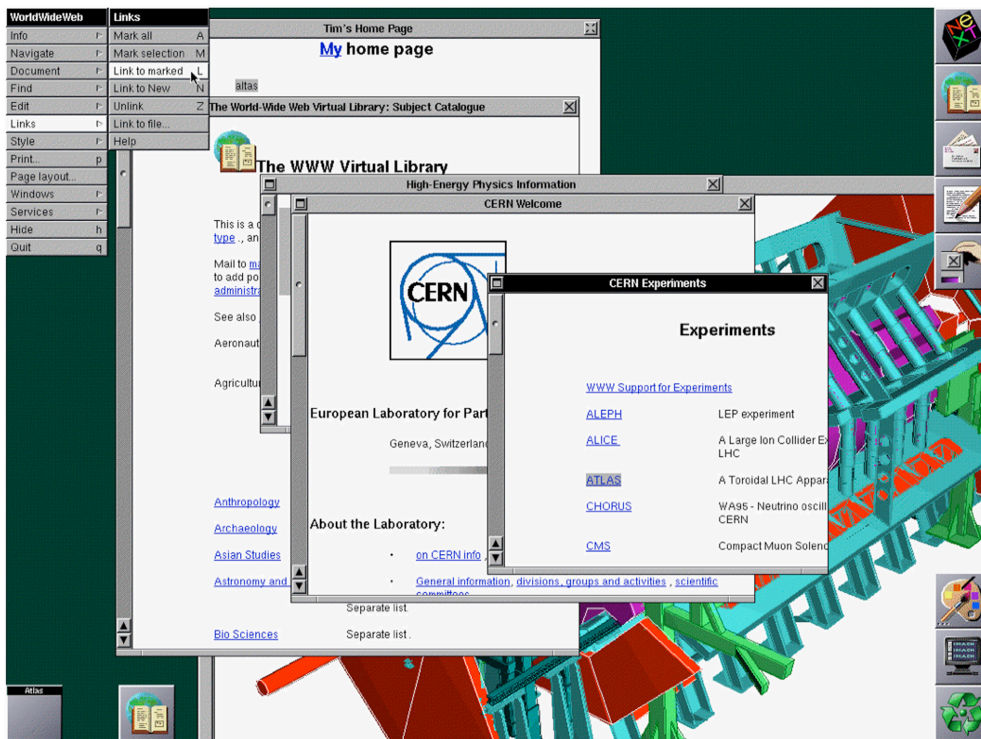 WorldWideWeb
Info
Navigate
Document
Find
Edit
Links
Style
Print... p
Page layout...
Windows
Services
Hide h
Quit q
Links
Mark all A
Mark selection M
Link to marked L
Link to New N
Unlink Z
Link to file...
Help
Tim's Home Page
My home page
altas
The World-Wide Web Virtual Library: Subject Catalogue
The WWW Virtual Library
This is a
type ., an
Mail to
to add po
administra
See also
Aeronaut
Agricultu
Anthropology
Archaeology
Asian Studies
Astronomy and
Separate list.
Bio Sciences Separate list.
High-Energy Physics Information
CERN Welcome
CERN
European Laboratory for Part
Geneva, Switzerland
About the Laboratory:
· on CERN info ,
· General information, divisions, groups and activities , scientific
committees
CERN Experiments
Experiments
WWW Support for Experiments
ALEPH LEP experiment
ALICE A Large Ion Collider Ex
LHC
ATLAS A Toroidal LHC Appara
CHORUS WA95 - Neutrino oscill
CERN
CMS Compact Muon Soleno
NeXT
Atlas